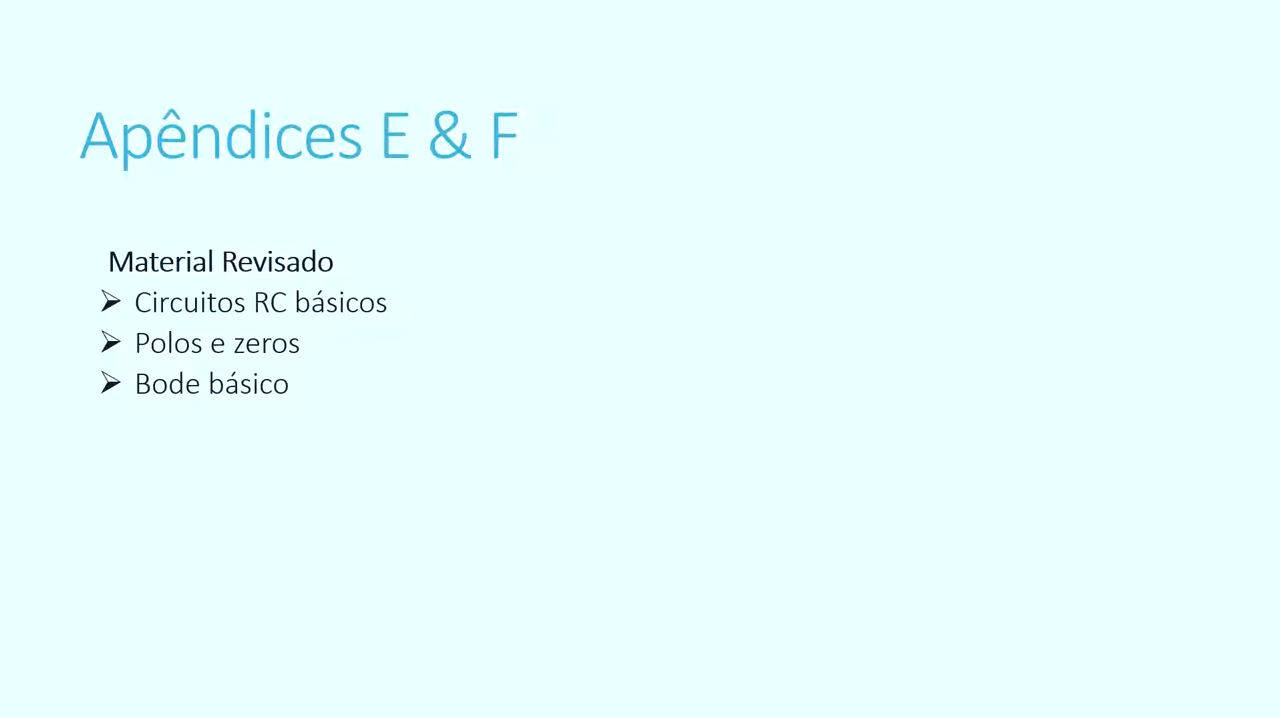 Apêndices E & F
Material Revisado
➢ Circuitos RC básicos
➢ Polos e zeros
➢ Bode básico